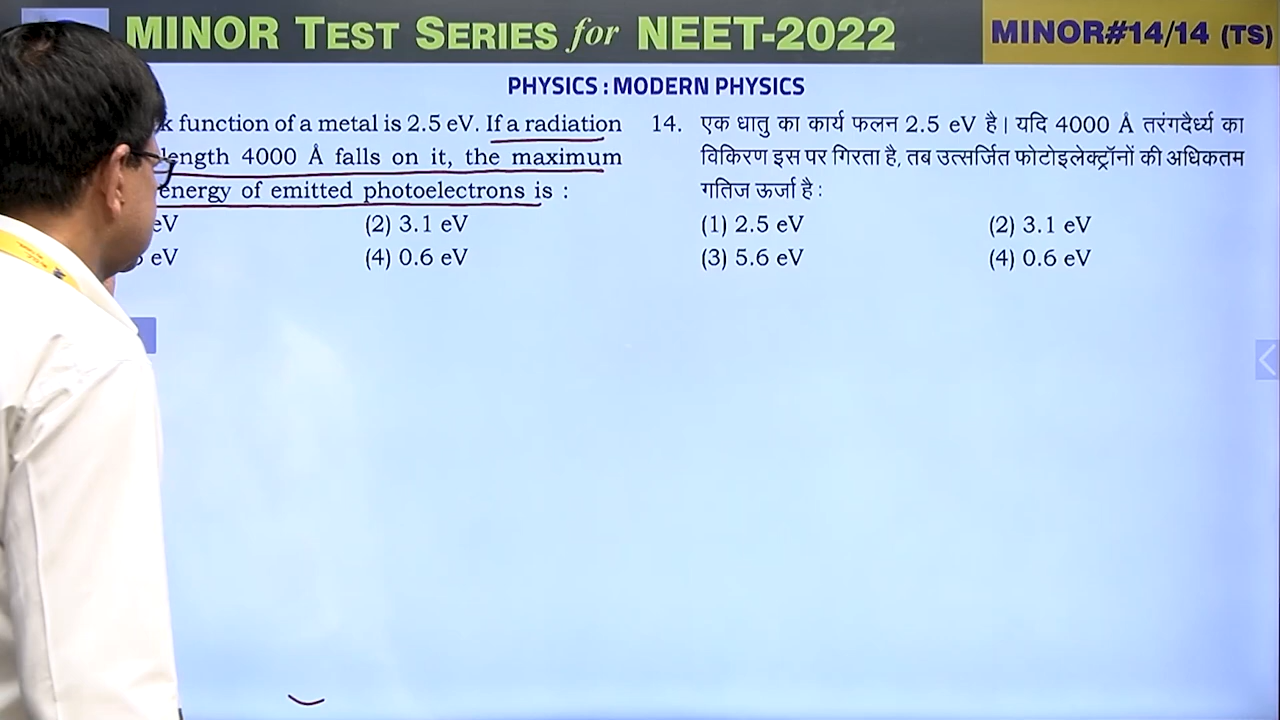 MINOR TEST SERIES for NEET-2022
MINOR#14/14 (TS)
PHYSICS : MODERN PHYSICS
function of a metal is 2.5 eV. If a radiation
4000 Å falls on it, the maximum
energy of emitted photoelectrons is :
eV (2) 3.1 eV
eV (4) 0.6 eV
14. एक धातु का कार्य फलन 2.5 eV है। यदि 4000 Å तरंगदैर्ध्य का
विकिरण इस पर गिरता है, तब उत्सर्जित फोटोइलेक्ट्रॉनों की अधिकतम
गतिज ऊर्जा है :
(1) 2.5 eV (2) 3.1 eV
(3) 5.6 eV (4) 0.6 eV